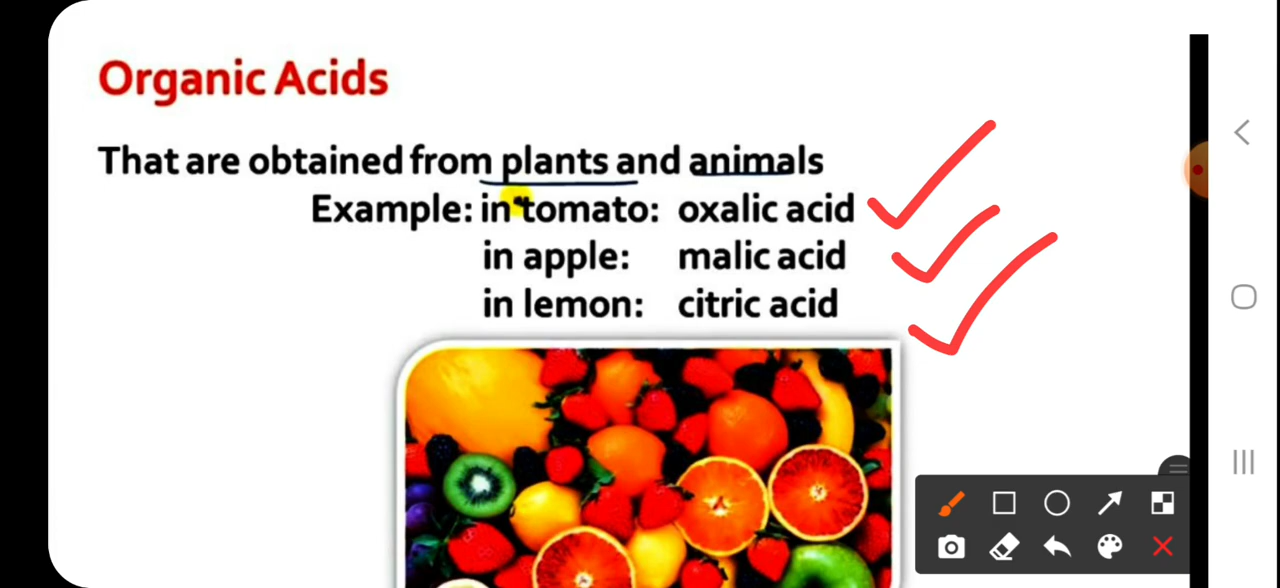 Organic Acids
That are obtained from plants and animals
Example: in tomato: oxalic acid
in apple: malic acid
in lemon: citric acid